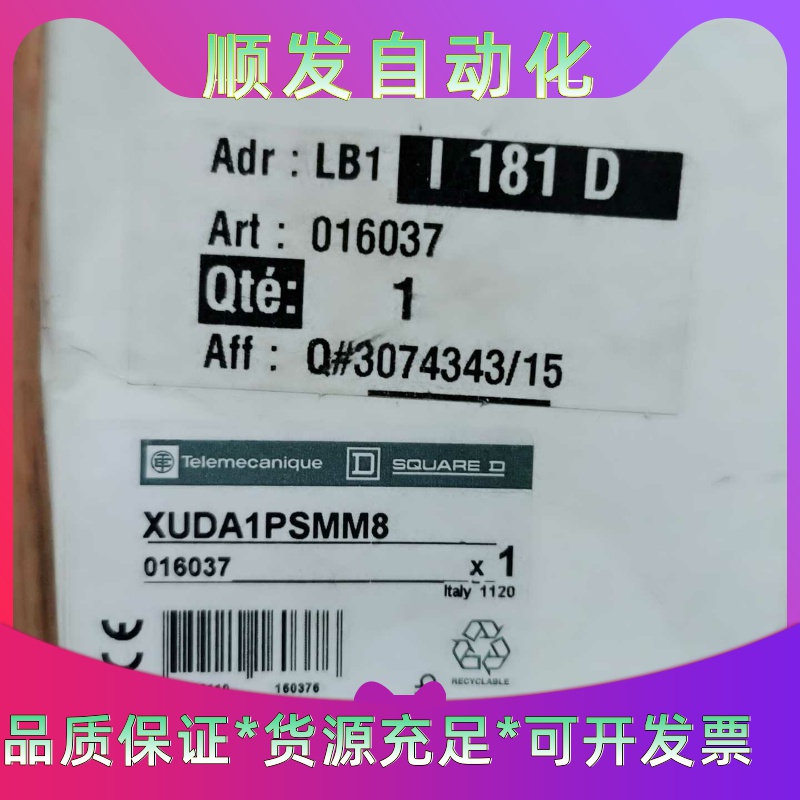 顺发自动化
Adr : LB1 I 181 D
Art : 016037
Qté: 1
Aff : Q#3074343/15
Telemecanique SQUARE D
XUDA1PSMM8
016037 x 1
Italy 1120
CE
160376
RECYCLABLE
品质保证*货源充足*可开发票